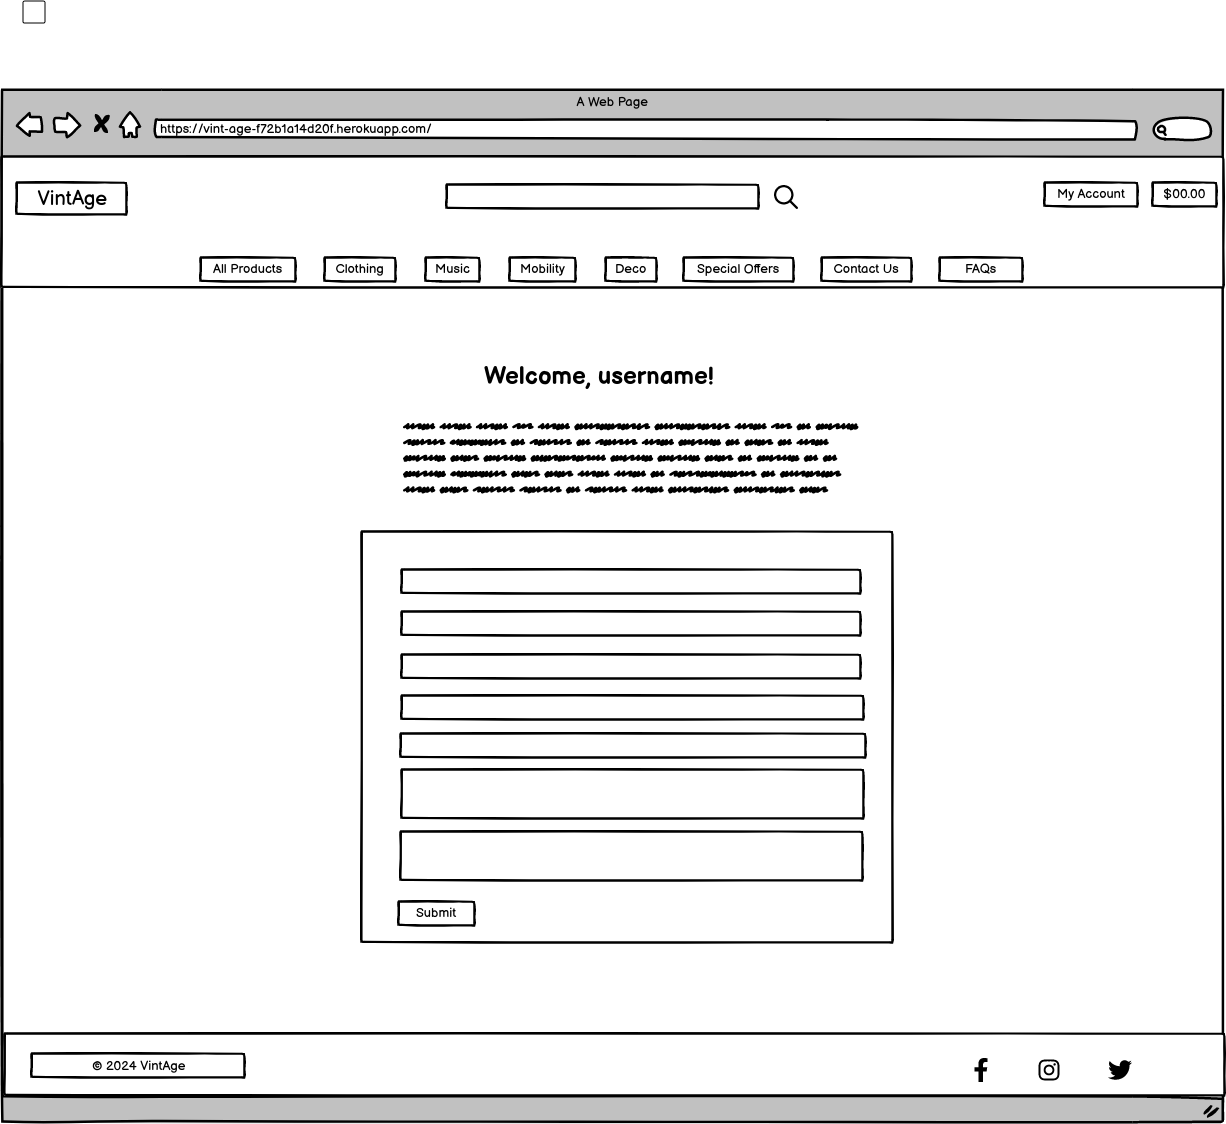 A Web Page
https://vint-age-f72b1a14d20f.herokuapp.com/
VintAge
My Account
$00.00
All Products
Clothing
Music
Mobility
Deco
Special Offers
Contact Us
FAQs
Welcome, username!
Submit
© 2024 VintAge